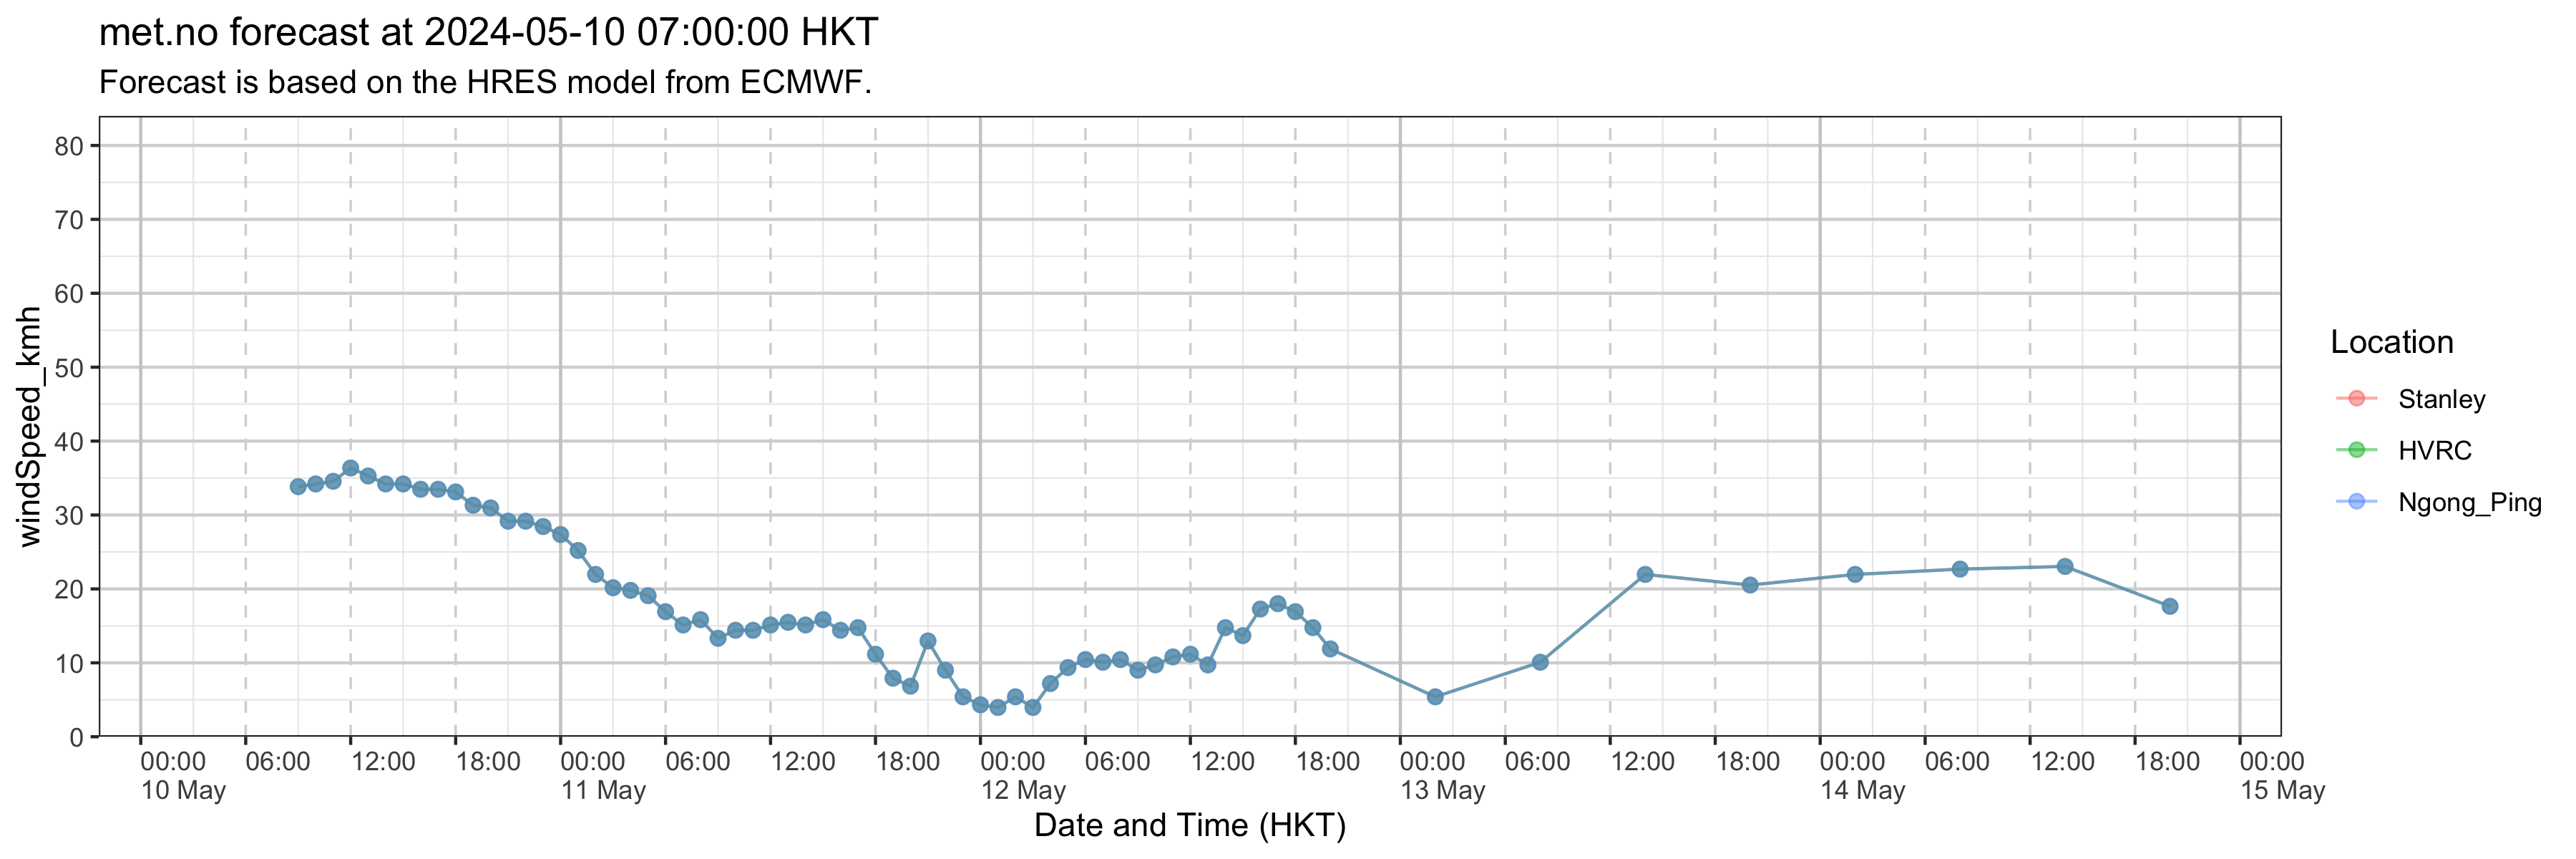 met.no forecast at 2024-05-10 07:00:00 HKT
Forecast is based on the HRES model from ECMWF.
windSpeed_kmh
80
70
60
50
40
30
20
10
0
00:00 06:00 12:00 18:00 00:00 06:00 12:00 18:00 00:00 06:00 12:00 18:00 00:00 06:00 12:00 18:00 00:00 06:00 12:00 18:00 00:00
10 May 11 May 12 May 13 May 14 May 15 May
Date and Time (HKT)
Location
Stanley
HVRC
Ngong_Ping